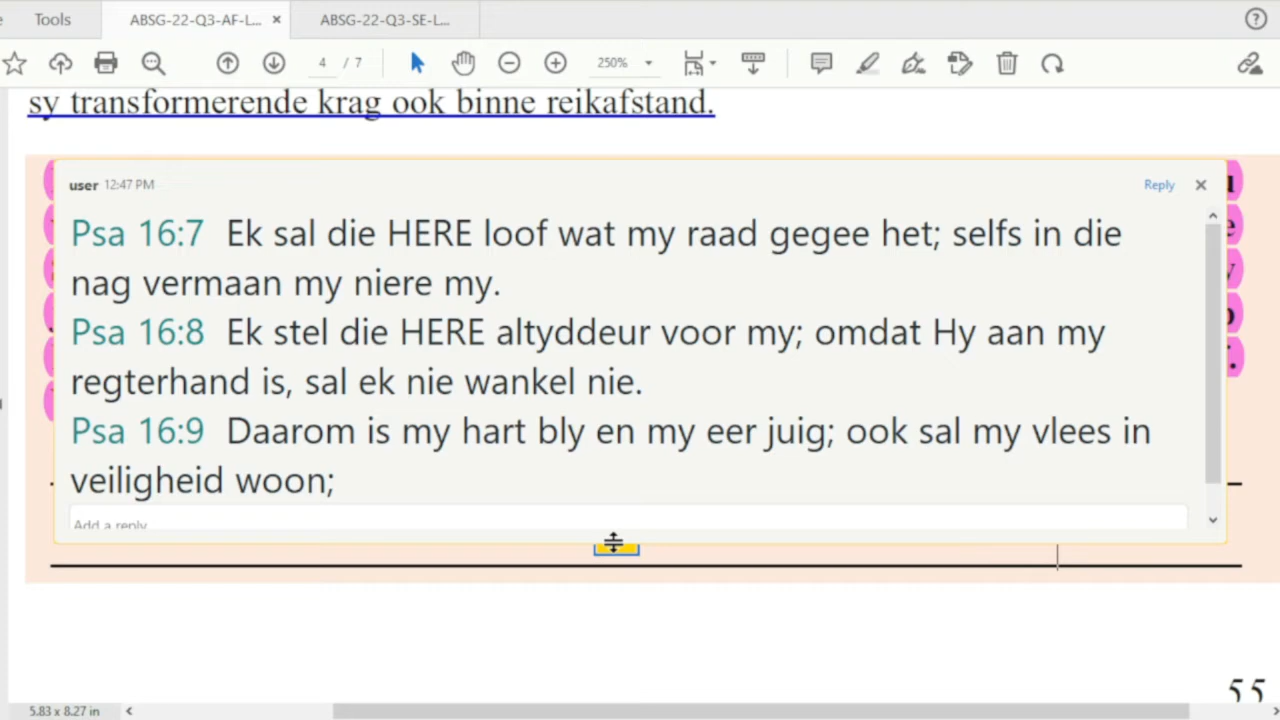 Tools
ABSG-22-Q3-AF-L... ×
ABSG-22-Q3-SE-L...
4 / 7
250%
sy transformerende krag ook binne reikafstand.
user 12:47 PM
Reply
Psa 16:7 Ek sal die HERE loof wat my raad gegee het; selfs in die
nag vermaan my niere my.
Psa 16:8 Ek stel die HERE altyddeur voor my; omdat Hy aan my
regterhand is, sal ek nie wankel nie.
Psa 16:9 Daarom is my hart bly en my eer juig; ook sal my vlees in
veiligheid woon;
Add a reply
55
5.83 x 8.27 in